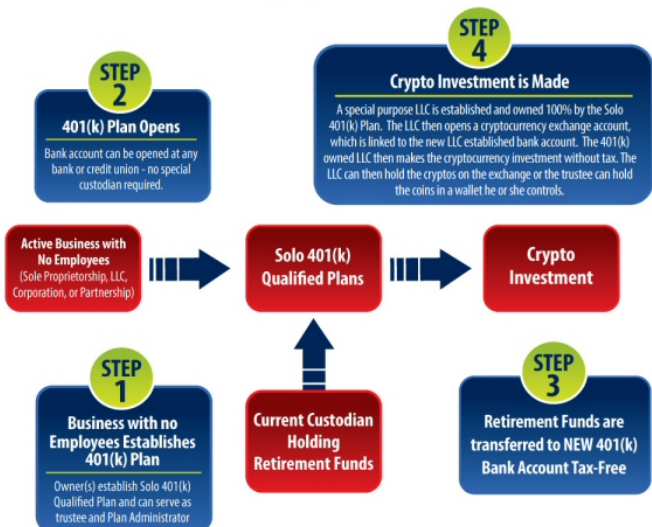 STEP
2
401(k) Plan Opens
Bank account can be opened at any
bank or credit union - no special
custodian required.
STEP
4
Crypto Investment is Made
A special purpose LLC is established and owned 100% by the Solo
401(k) Plan. The LLC then opens a cryptocurrency exchange account,
which is linked to the new LLC established bank account. The 401(k)
owned LLC then makes the cryptocurrency investment without tax. The
LLC can then hold the cryptos on the exchange or the trustee can hold
the coins in a wallet he or she controls.
Active Business with
No Employees
(Sole Proprietorship, LLC,
Corporation, or Partnership)
Solo 401(k)
Qualified Plans
Crypto
Investment
STEP
1
Business with no
Employees Establishes
401(k) Plan
Owner(s) establish Solo 401(k)
Qualified Plan and can serve as
trustee and Plan Administrator
Current Custodian
Holding
Retirement Funds
STEP
3
Retirement Funds are
transferred to NEW 401(k)
Bank Account Tax-Free